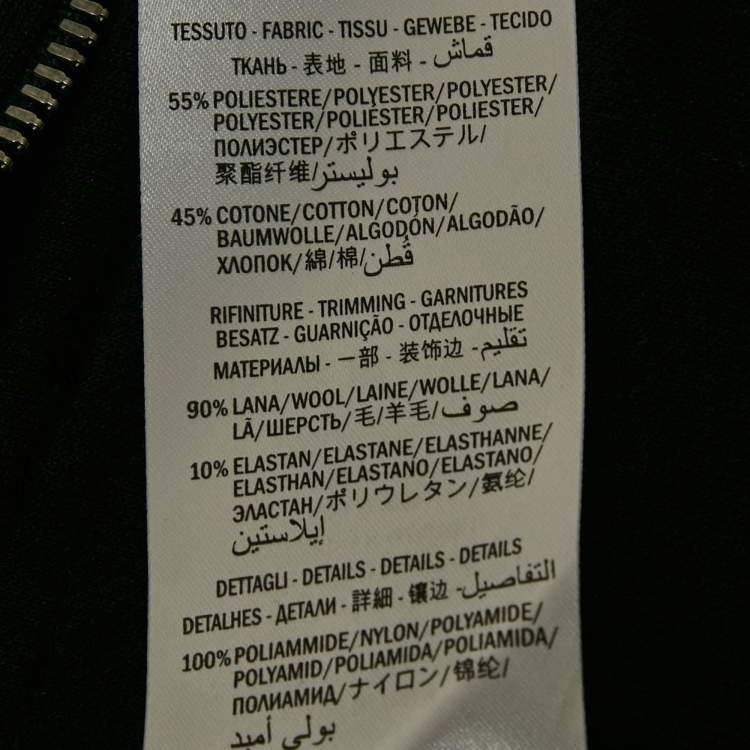 TESSUTO - FABRIC - TISSU - GEWEBE - TECIDO
ТКАНЬ - 表地 - 面料 - قماش
55% POLIESTERE/POLYESTER/POLYESTER/
POLYESTER/POLIÉSTER/POLIESTER/
ПОЛИЭСТЕР/ポリエステル/
聚酯纤维/بوليستر
45% COTONE/COTTON/COTON/
BAUMWOLLE/ALGODÓN/ALGODÃO/
ХЛОПОК/綿/棉/قُطن
RIFINITURE - TRIMMING - GARNITURES
BESATZ - GUARNIÇÃO - ОТДЕЛОЧНЫЕ
МАТЕРИАЛЫ - 一部 - 装饰边 - تقليم
90% LANA/WOOL/LAINE/WOLLE/LANA/
LÃ/ШЕРСТЬ/毛/羊毛/صوف
10% ELASTAN/ELASTANE/ELASTHANNE/
ELASTHAN/ELASTANO/ELASTANO/
ЭЛАСТАН/ポリウレタン/氨纶/
إيلاستين
DETTAGLI - DETAILS - DETAILS - DETAILS
DETALHES - ДЕТАЛИ - 詳細 - 镶边 - التفاصيل
100% POLIAMMIDE/NYLON/POLYAMIDE/
POLYAMID/POLIAMIDA/POLIAMIDA/
ПОЛИАМИД/ナイロン/锦纶/
بولي أميد